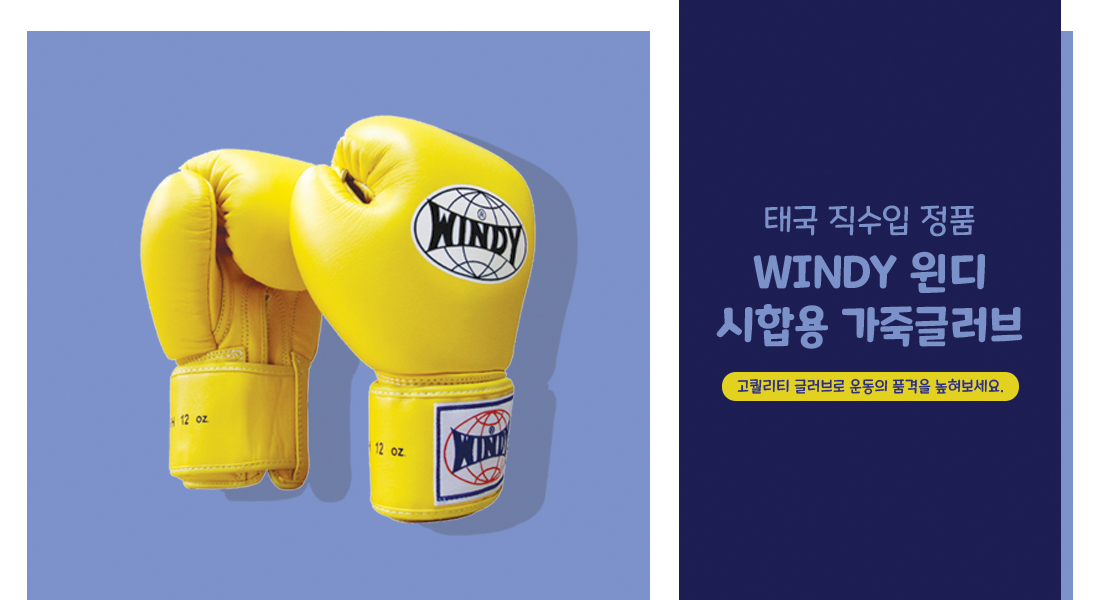 WINDY
®
12 oz.
12 oz.
WINDY
®
태국 직수입 정품
WINDY 윈디
시합용 가죽글러브
고퀄리티 글러브로 운동의 품격을 높혀보세요.